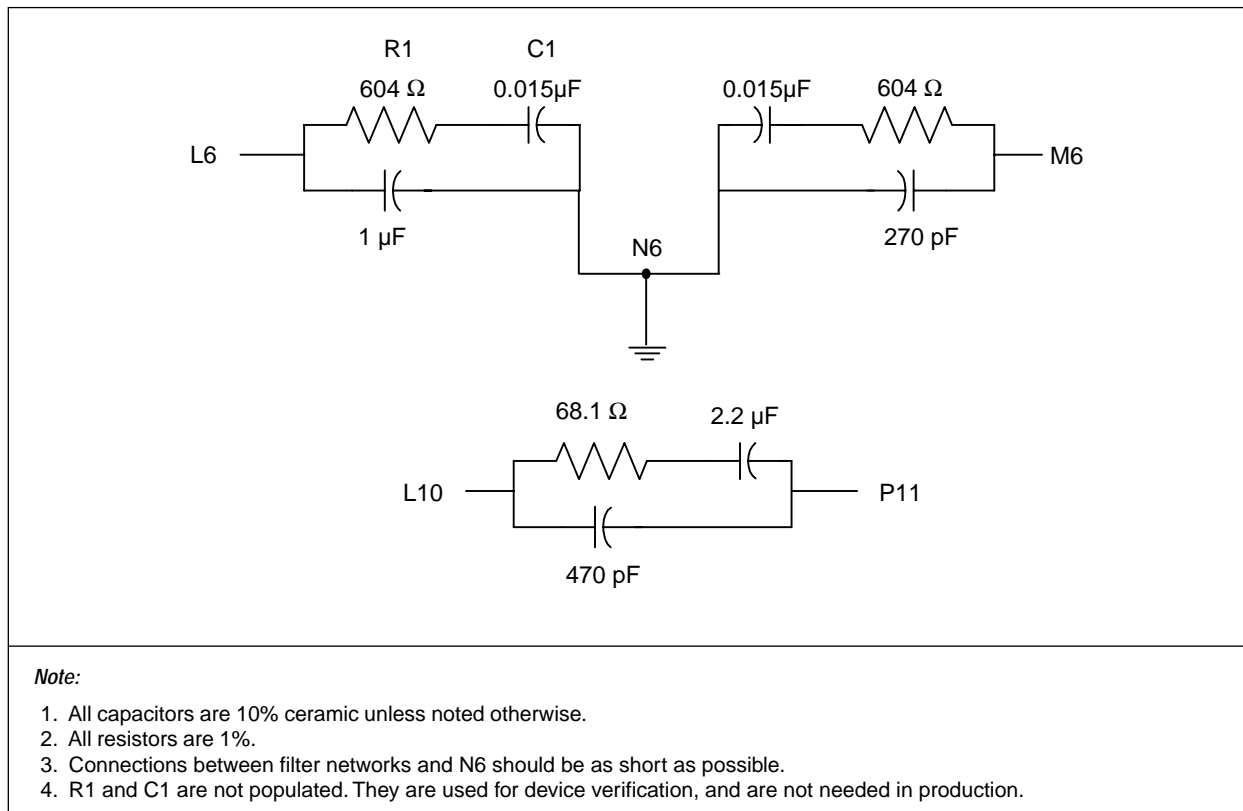 R1 C1
604 Ω 0.015µF 0.015µF 604 Ω
L6 M6
1 µF 270 pF
N6
68.1 Ω 2.2 µF
L10 P11
470 pF
Note:
1. All capacitors are 10% ceramic unless noted otherwise.
2. All resistors are 1%.
3. Connections between filter networks and N6 should be as short as possible.
4. R1 and C1 are not populated. They are used for device verification, and are not needed in production.